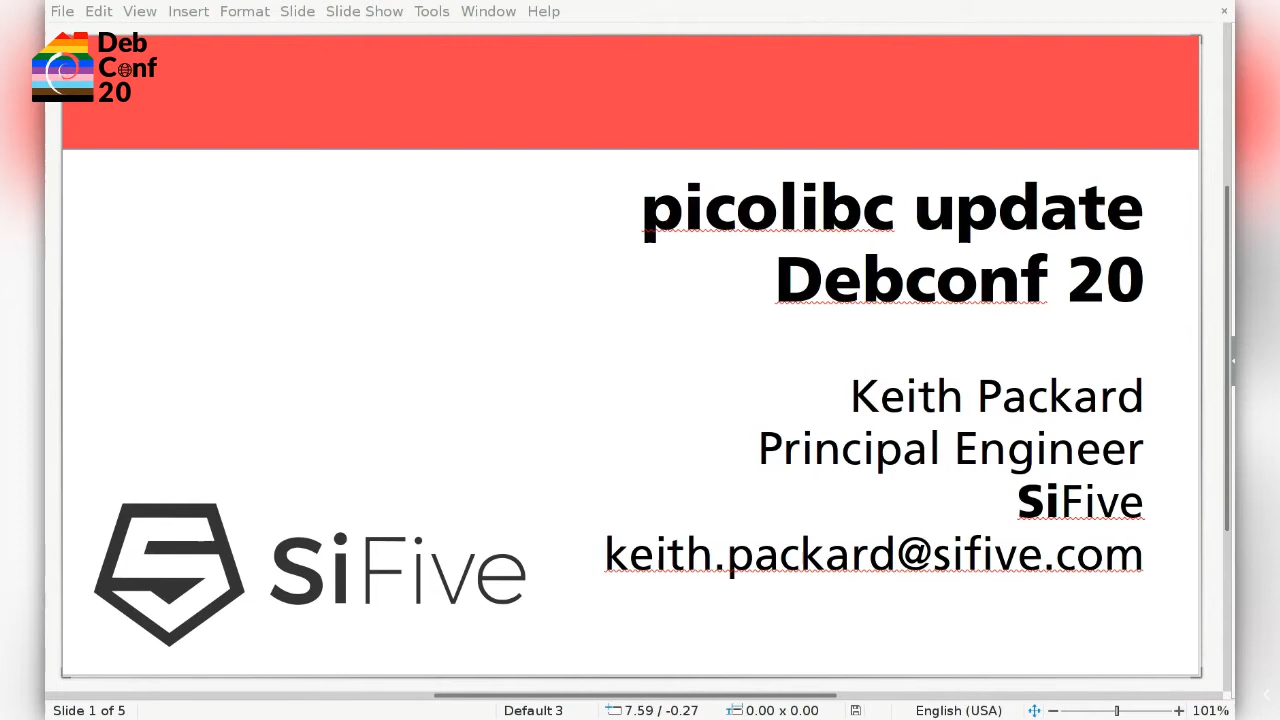 File Edit View Insert Format Slide Slide Show Tools Window Help ×
Deb
Conf
20
picolibc update
Debconf 20
Keith Packard
Principal Engineer
SiFive
keith.packard@sifive.com
SiFive
Slide 1 of 5 Default 3 7.59 / -0.27 0.00 x 0.00 English (USA) 101%